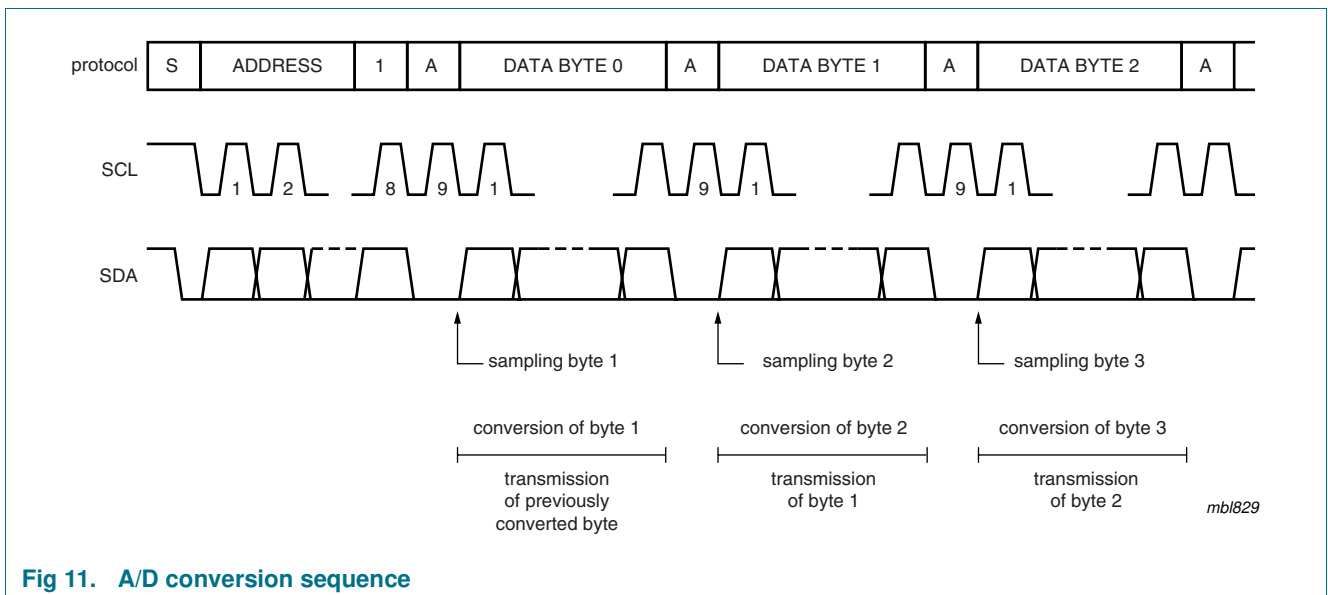 protocol S ADDRESS 1 A DATA BYTE 0 A DATA BYTE 1 A DATA BYTE 2 A
SCL 1 2 8 9 1 9 1 9 1
SDA
sampling byte 1 sampling byte 2 sampling byte 3
conversion of byte 1 conversion of byte 2 conversion of byte 3
transmission of previously converted byte
transmission of byte 1
transmission of byte 2
mbl829
Fig 11. A/D conversion sequence